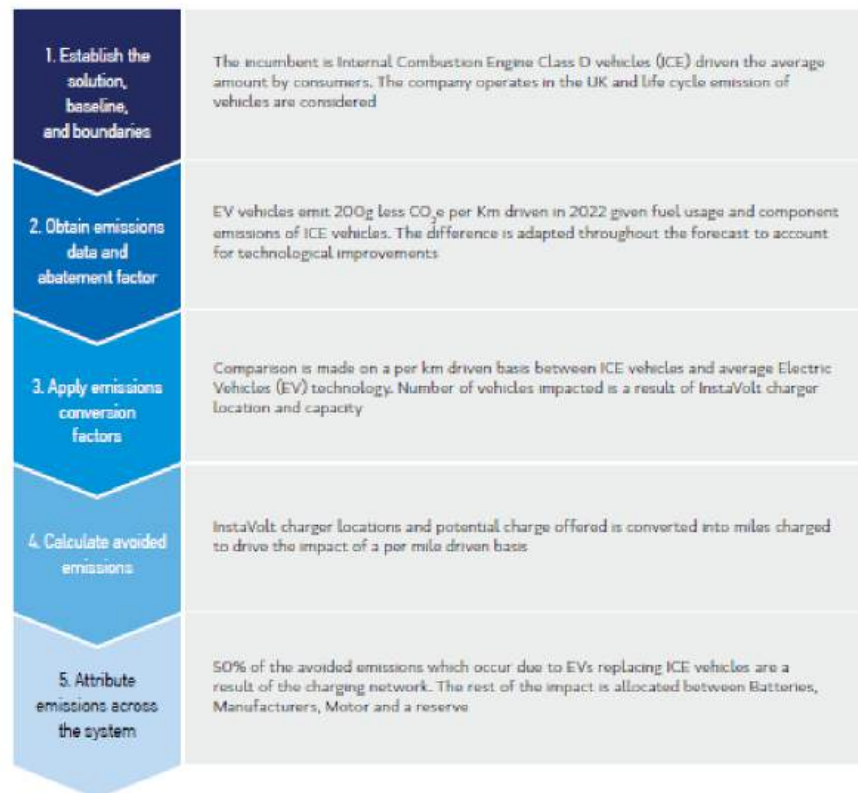 1. Establish the
solution,
baseline,
and boundaries
The incumbent is Internal Combustion Engine Class D vehicles (ICE) driven the average
amount by consumers. The company operates in the UK and life cycle emission of
vehicles are considered
2. Obtain emissions
data and
abatement factor
EV vehicles emit 200g less CO₂e per Km driven in 2022 given fuel usage and component
emissions of ICE vehicles. The difference is adapted throughout the forecast to account
for technological improvements
3. Apply emissions
conversion
factors
Comparison is made on a per km driven basis between ICE vehicles and average Electric
Vehicles (EV) technology. Number of vehicles impacted is a result of InstaVolt charger
location and capacity
4. Calculate avoided
emissions
InstaVolt charger locations and potential charge offered is converted into miles charged
to drive the impact of a per mile driven basis
5. Attribute
emissions across
the system
50% of the avoided emissions which occur due to EVs replacing ICE vehicles are a
result of the charging network. The rest of the impact is allocated between Batteries,
Manufacturers, Motor and a reserve